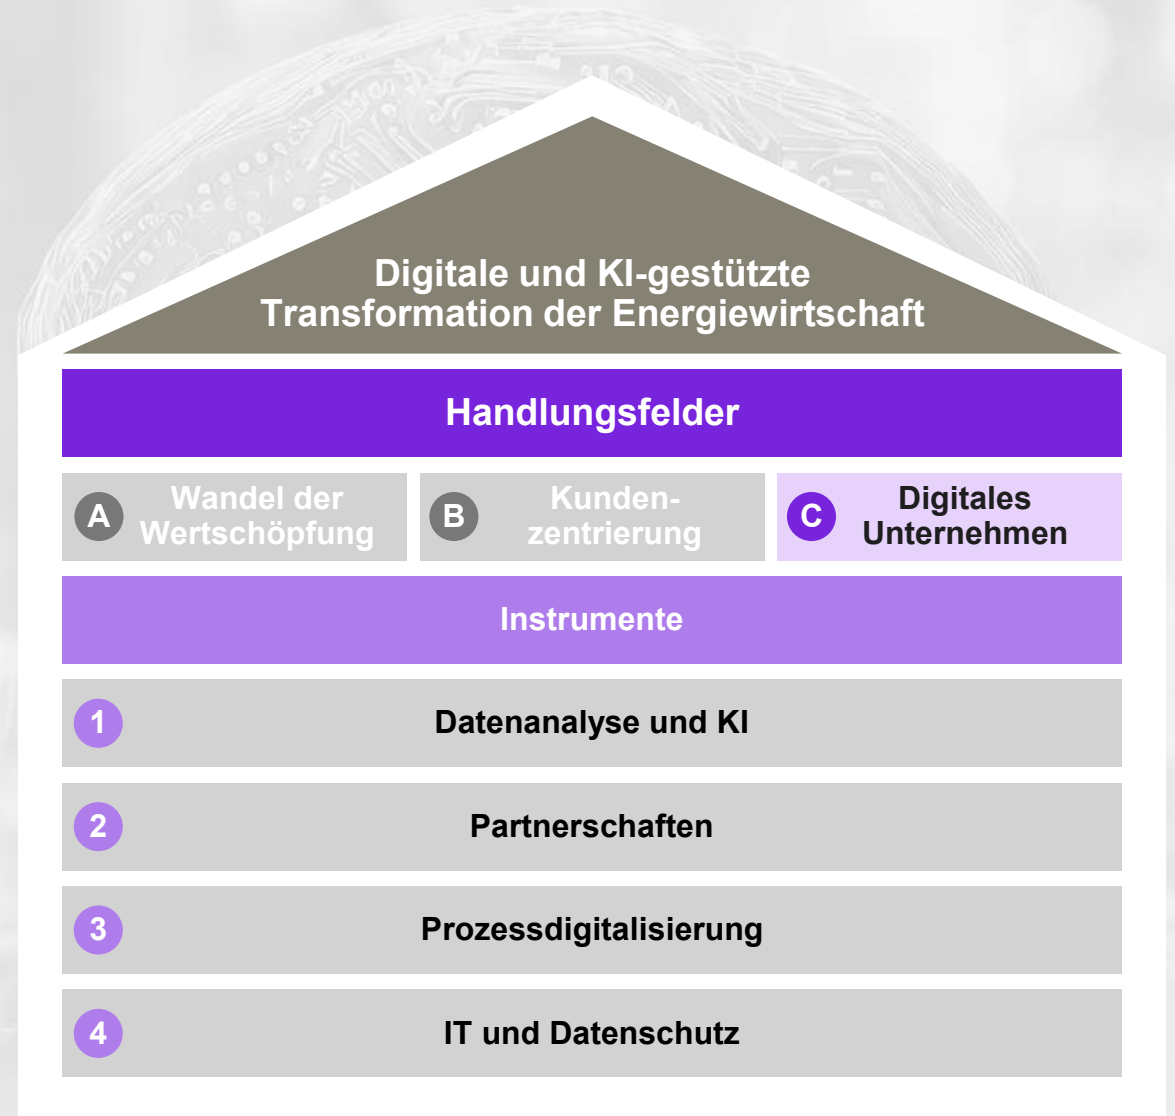 Digitale und KI-gestützte
Transformation der Energiewirtschaft
Handlungsfelder
A
Wandel der
Wertschöpfung
B
Kunden-
zentrierung
C
Digitales
Unternehmen
Instrumente
1 Datenanalyse und KI
2 Partnerschaften
3 Prozessdigitalisierung
4 IT und Datenschutz